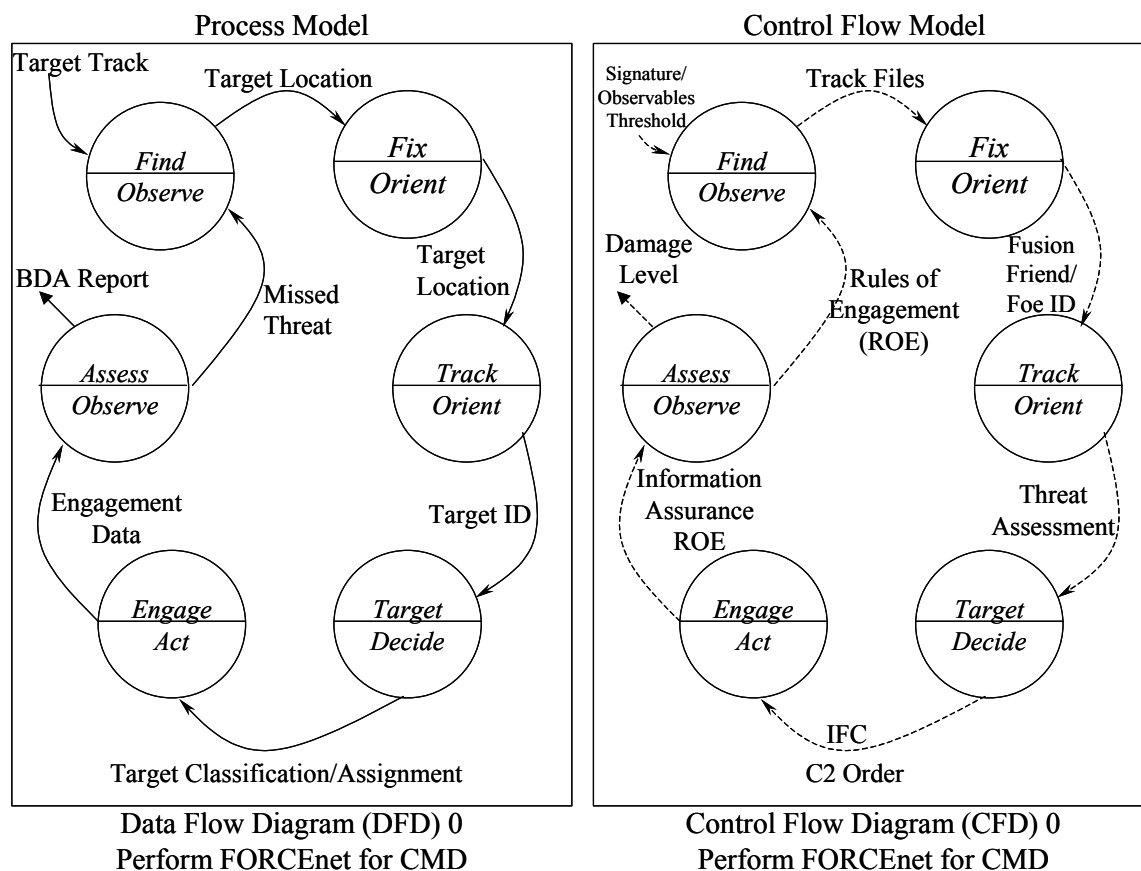 Process Model
Target Track
Target Location
Find
Observe
Fix
Orient
Target
Location
BDA Report
Missed
Threat
Assess
Observe
Track
Orient
Engagement
Data
Target ID
Engage
Act
Target
Decide
Target Classification/Assignment
Data Flow Diagram (DFD) 0
Perform FORCEnet for CMD
Control Flow Model
Signature/
Observables
Threshold
Track Files
Find
Observe
Fix
Orient
Damage
Level
Fusion
Friend/
Foe ID
Rules of
Engagement
(ROE)
Assess
Observe
Track
Orient
Information
Assurance
ROE
Threat
Assessment
Engage
Act
Target
Decide
IFC
C2 Order
Control Flow Diagram (CFD) 0
Perform FORCEnet for CMD